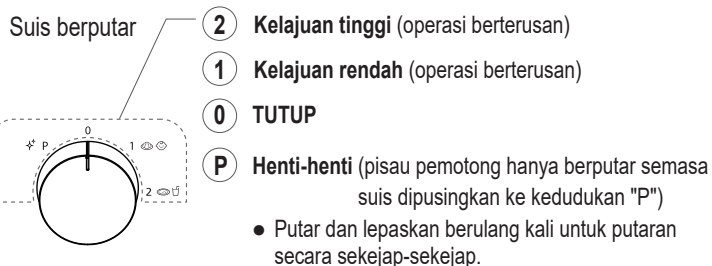 Suis berputar
2 Kelajuan tinggi (operasi berterusan)
1 Kelajuan rendah (operasi berterusan)
0 TUTUP
P Henti-henti (pisau pemotong hanya berputar semasa
suis dipusingkan ke kedudukan "P")
● Putar dan lepaskan berulang kali untuk putaran
secara sekejap-sekejap.
0
P
1
2